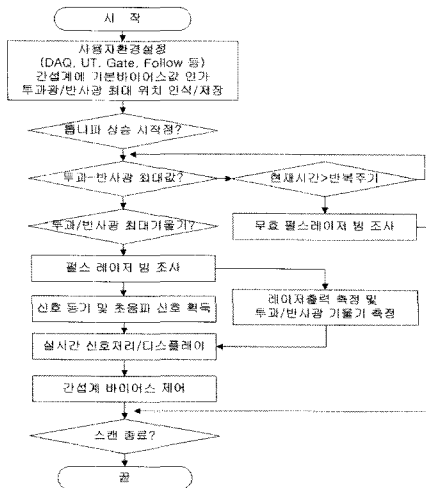 시 작
사용자환경설정
(DAQ, UT, Gate, Follow 등)
간섭계에 기본바이어스값 인가
투과광/반사광 최대 위치 인식/저장
톱니파 상승 시작점?
투과-반사광 최대값?
현재시간>반복주기
투과/반사광 최대기울기?
무효 펄스레이저 빔 조사
펄스 레이저 빔 조사
신호 동기 및 초음파 신호 획득
레이저출력 측정 및
투과/반사광 기울기 측정
실시간 신호처리/디스플레이
간섭계 바이어스 제어
스캔 종료?
끝